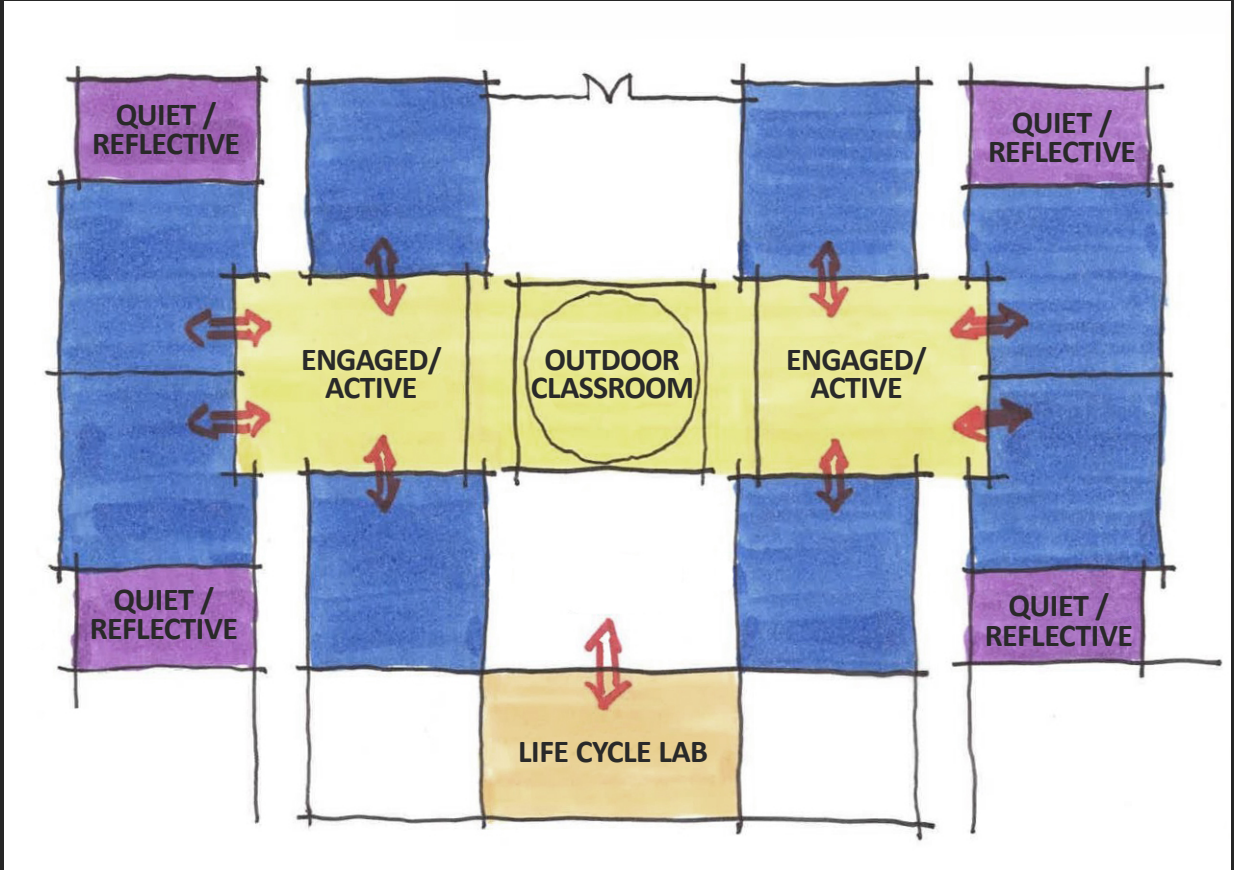 QUIET /
REFLECTIVE
QUIET /
REFLECTIVE
ENGAGED/
ACTIVE
OUTDOOR
CLASSROOM
ENGAGED/
ACTIVE
QUIET /
REFLECTIVE
QUIET /
REFLECTIVE
LIFE CYCLE LAB